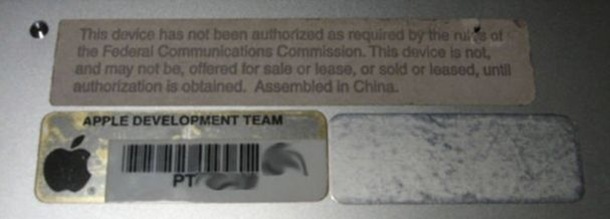 This device has not been authorized as required by the rules of
the Federal Communications Commission. This device is not,
and may not be, offered for sale or lease, or sold or leased, until
authorization is obtained. Assembled in China.
APPLE DEVELOPMENT TEAM
PT